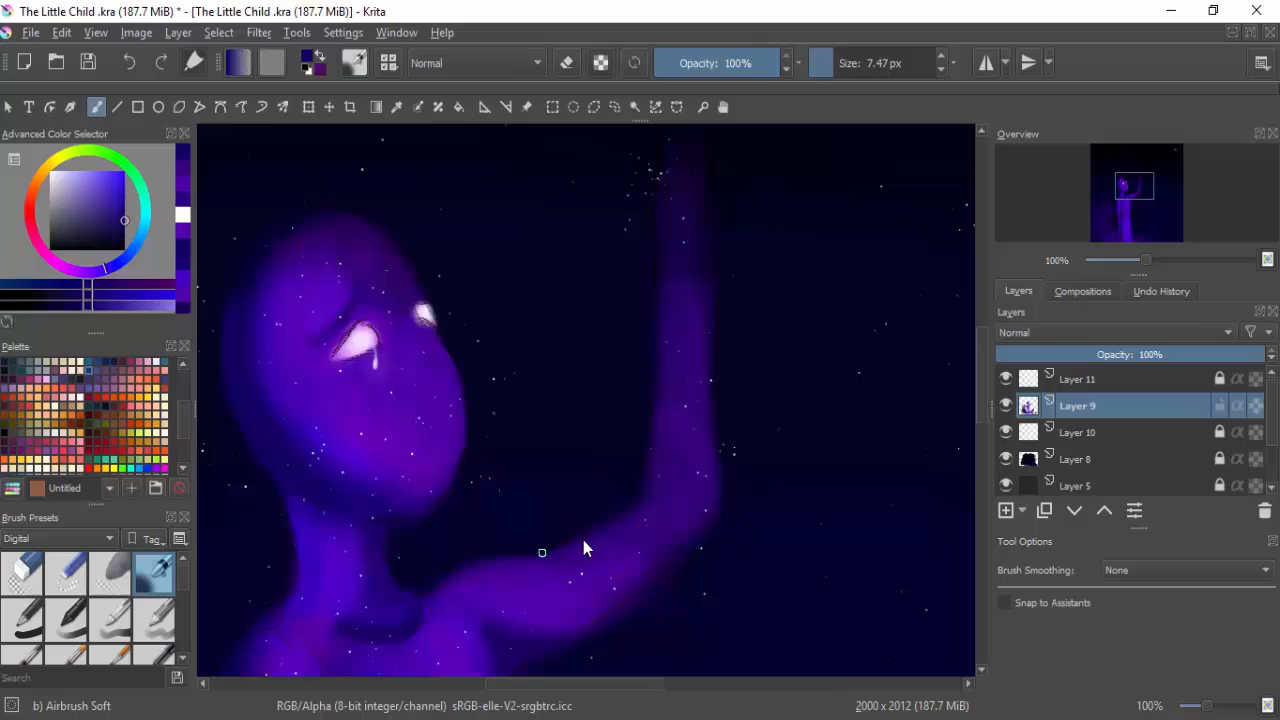 The Little Child .kra (187.7 MiB) * - [The Little Child .kra (187.7 MiB)] - Krita
File Edit View Image Layer Select Filter Tools Settings Window Help
Normal Opacity: 100% Size: 7.47 px
Advanced Color Selector
Palette
Untitled
Brush Presets
Digital Tag
Search
Overview
100%
Layers Compositions Undo History
Layers
Normal
Opacity: 100%
Layer 11
Layer 9
Layer 10
Layer 8
Layer 5
Tool Options
Brush Smoothing: None
Snap to Assistants
b) Airbrush Soft RGB/Alpha (8-bit integer/channel) sRGB-elle-V2-srgbtrc.icc 2000 x 2012 (187.7 MiB) 100%